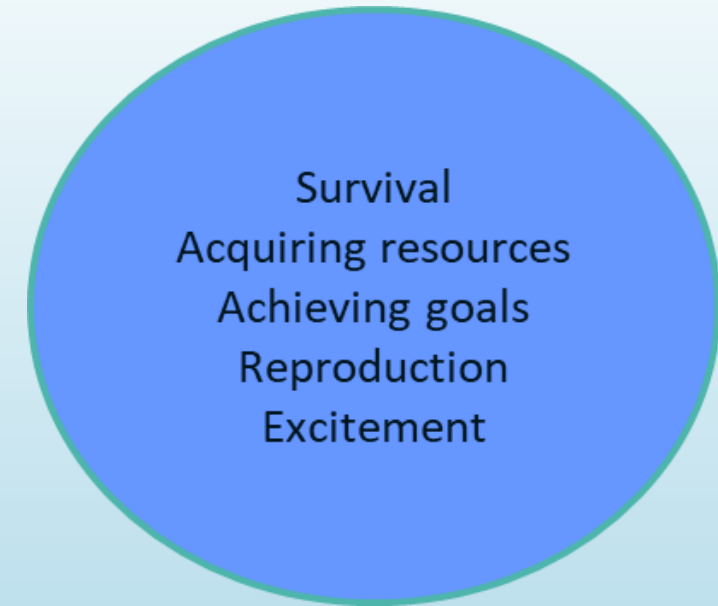 Survival
Acquiring resources
Achieving goals
Reproduction
Excitement